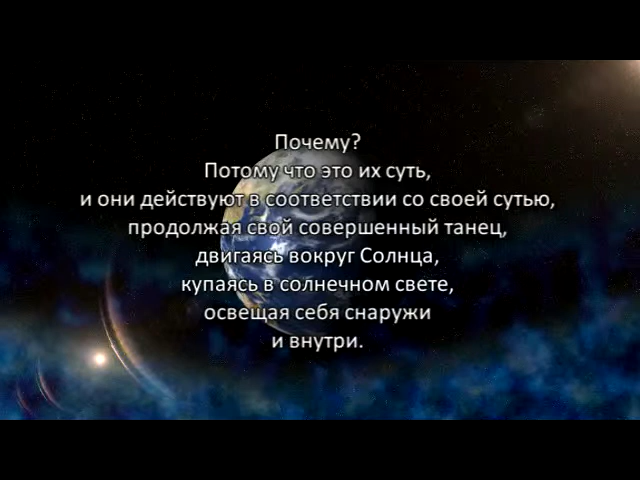 Почему?
Потому что это их суть,
и они действуют в соответствии со своей сутью,
продолжая свой совершенный танец,
двигаясь вокруг Солнца,
купаясь в солнечном свете,
освещая себя снаружи
и внутри.